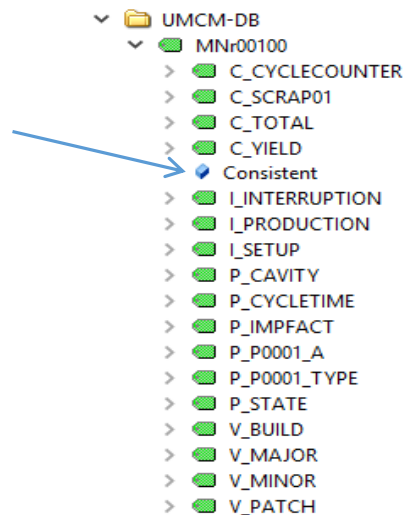 UMCM-DB
MNr00100
C_CYCLECOUNTER
C_SCRAP01
C_TOTAL
C_YIELD
Consistent
I_INTERRUPTION
I_PRODUCTION
I_SETUP
P_CAVITY
P_CYCLETIME
P_IMPFACT
P_P0001_A
P_P0001_TYPE
P_STATE
V_BUILD
V_MAJOR
V_MINOR
V_PATCH